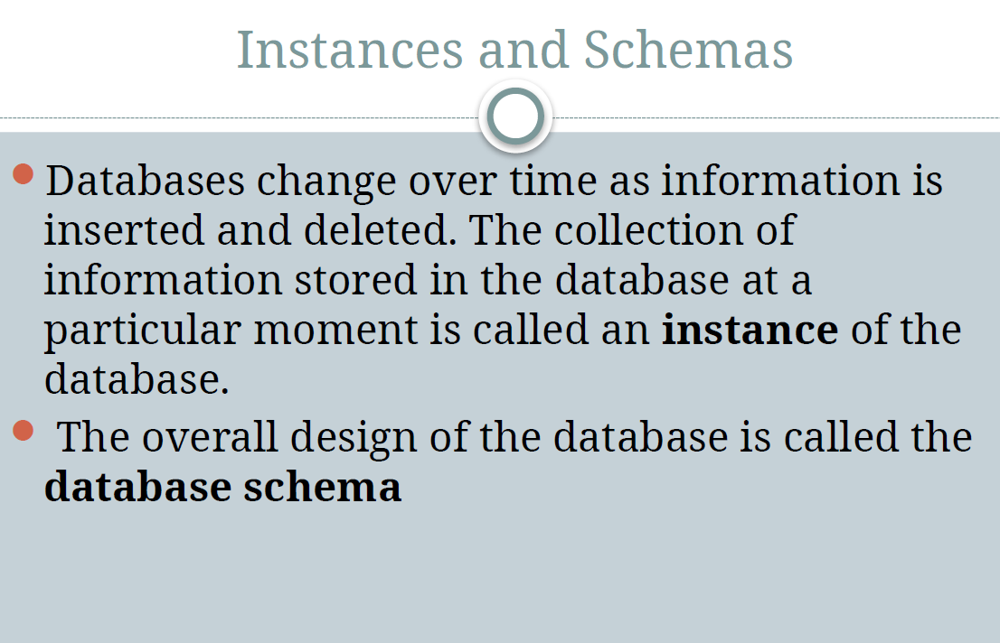 Instances and Schemas
Databases change over time as information is
inserted and deleted. The collection of
information stored in the database at a
particular moment is called an instance of the
database.
The overall design of the database is called the
database schema